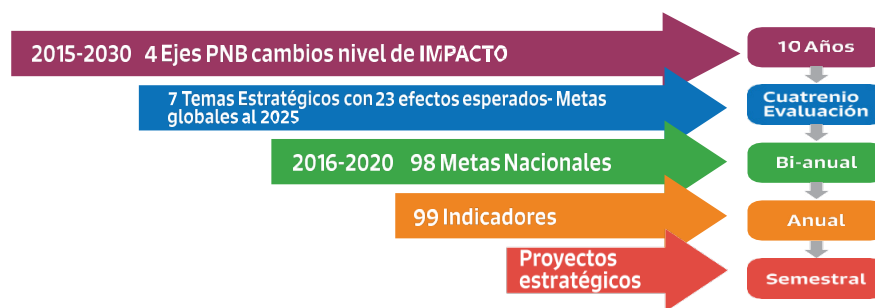 2015-2030 4 Ejes PNB cambios nivel de IMPACTO
10 Años
7 Temas Estratégicos con 23 efectos esperados- Metas
globales al 2025
Cuatrenio
Evaluación
2016-2020 98 Metas Nacionales
Bi-anual
99 Indicadores
Anual
Proyectos
estratégicos
Semestral